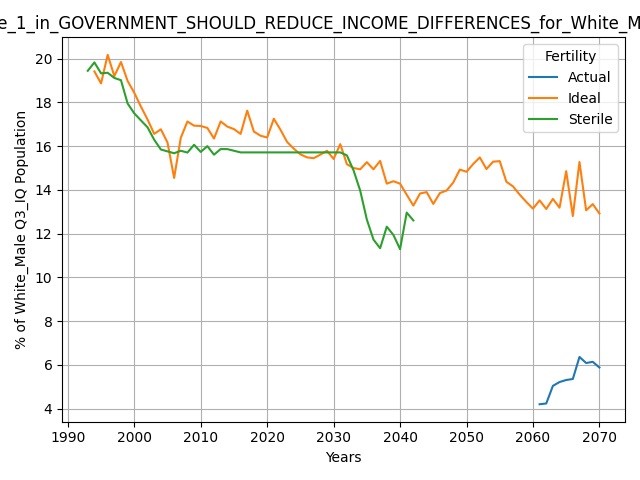 e_1_in_GOVERNMENT_SHOULD_REDUCE_INCOME_DIFFERENCES_for_White_M
Fertility
Actual
Ideal
Sterile
% of White_Male Q3_IQ Population
20
18
16
14
12
10
8
6
4
1990 2000 2010 2020 2030 2040 2050 2060 2070
Years